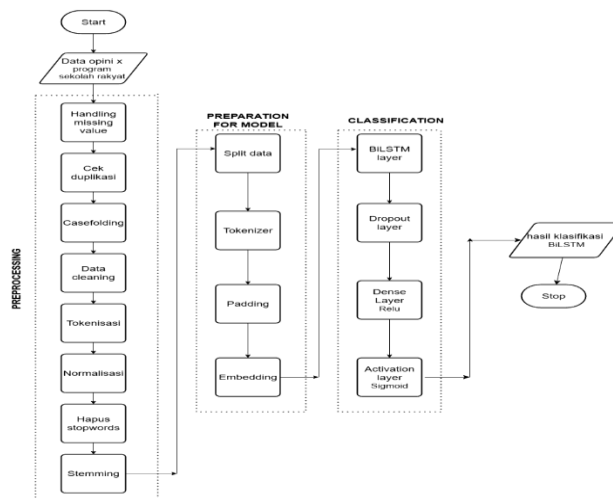 Start
Data opini x
program
sekolah rakyat
PREPROCESSING
Handling
missing
value
Cek
duplikasi
Casefolding
Data
cleaning
Tokenisasi
Normalisasi
Hapus
stopwords
Stemming
PREPARATION
FOR MODEL
Split data
Tokenizer
Padding
Embedding
CLASSIFICATION
BiLSTM
layer
Dropout
layer
Dense
Layer
Relu
Activation
layer
Sigmoid
hasil klasifikasi
BiLSTM
Stop